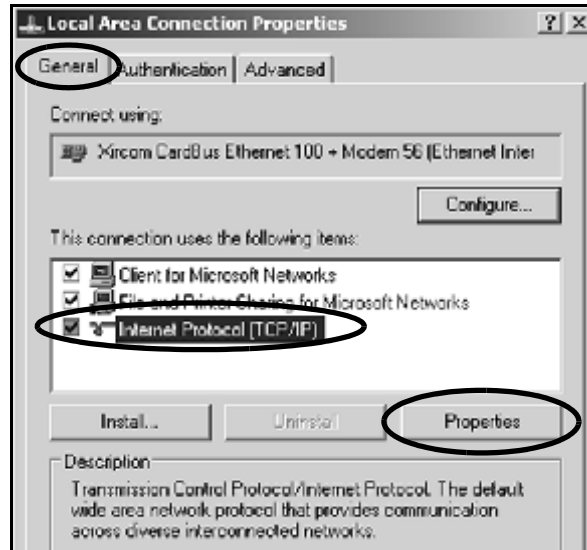 Local Area Connection Properties
General Authentication Advanced
Connect using:
Xircom CardBus Ethernet 100 + Modem 56 (Ethernet Inter
Configure...
This connection uses the following items:
Client for Microsoft Networks
File and Printer Sharing for Microsoft Networks
Internet Protocol (TCP/IP)
Install... Uninstall Properties
Description
Transmission Control Protocol/Internet Protocol. The default
wide area network protocol that provides communication
across diverse interconnected networks.